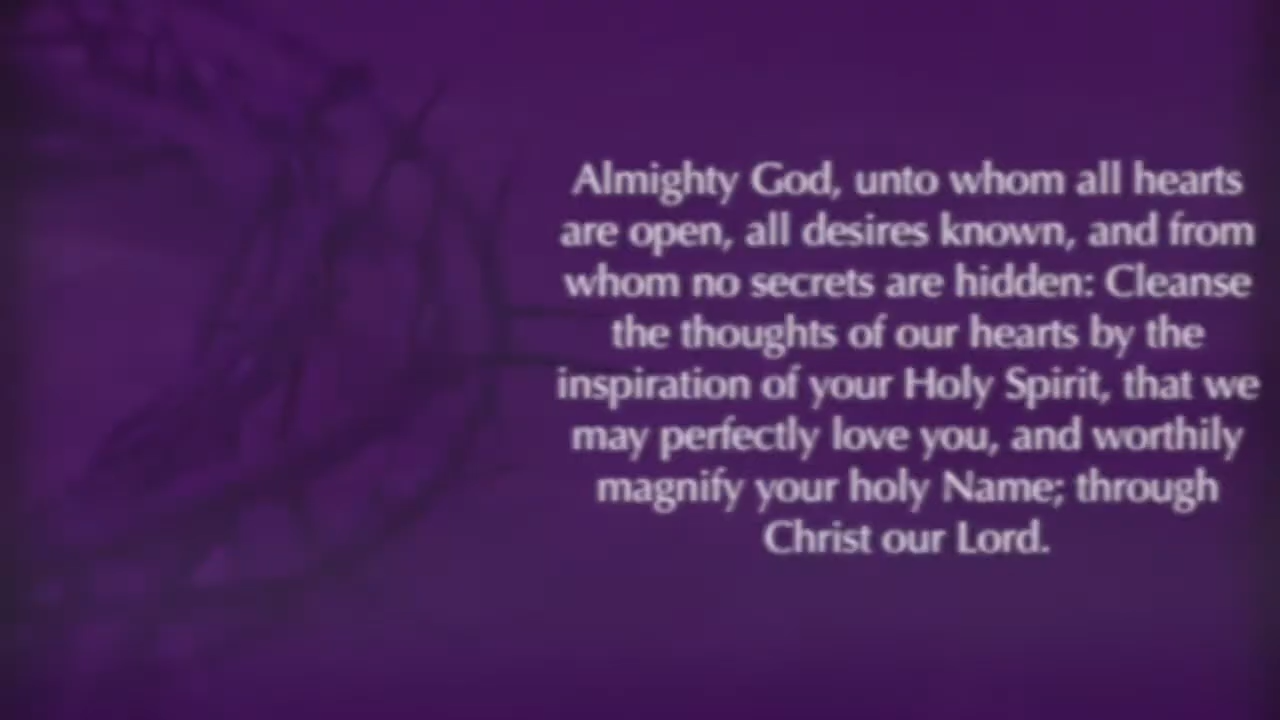 Almighty God, unto whom all hearts
are open, all desires known, and from
whom no secrets are hidden: Cleanse
the thoughts of our hearts by the
inspiration of your Holy Spirit, that we
may perfectly love you, and worthily
magnify your holy Name; through
Christ our Lord.